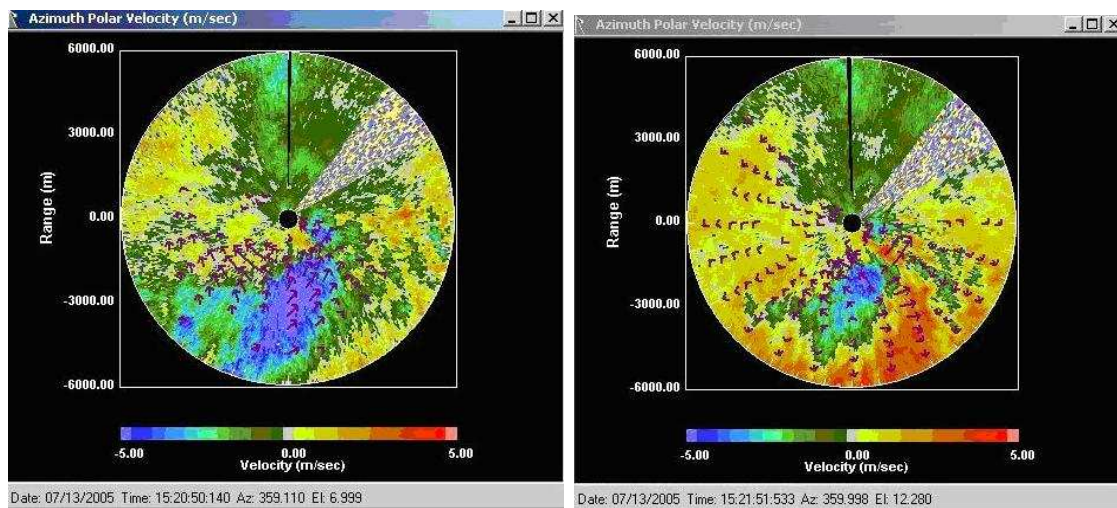 Azimuth Polar Velocity (m/sec)
6000.00
3000.00
0.00
-3000.00
-6000.00
Range (m)
-5.00 0.00 5.00
Velocity (m/sec)
Date: 07/13/2005 Time: 15:20:50:140 Az: 359.110 El: 6.999
Azimuth Polar Velocity (m/sec)
6000.00
3000.00
0.00
-3000.00
-6000.00
Range (m)
-5.00 0.00 5.00
Velocity (m/sec)
Date: 07/13/2005 Time: 15:21:51:533 Az: 359.998 El: 12.280